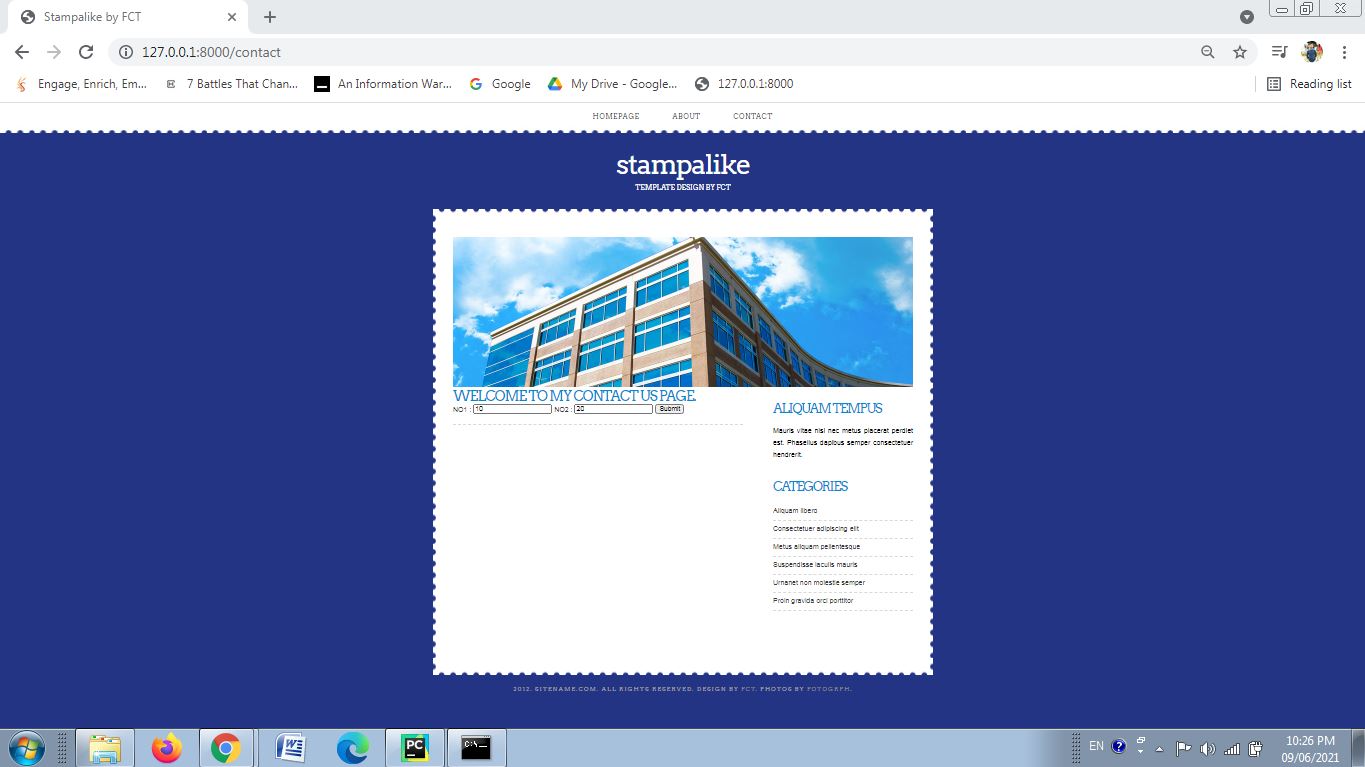 Stampalike by FCT
127.0.0.1:8000/contact
Engage, Enrich, Em...
7 Battles That Chan...
An Information War...
Google
My Drive - Google...
127.0.0.1:8000
Reading list
HOMEPAGE ABOUT CONTACT
stampalike
TEMPLATE DESIGN BY FCT
WELCOME TO MY CONTACT US PAGE.
NO1 : 10 NO2 : 20 Submit
ALIQUAM TEMPUS
Mauris vitae nisl nec metus placerat perdiet
est. Phasellus dapibus semper consectetuer
hendrerit.
CATEGORIES
Aliquam libero
Consectetuer adipiscing elit
Metus aliquam pellentesque
Suspendisse iaculis mauris
Urnanet non molestie semper
Proin gravida orci porttitor
2012. SITENAME.COM. ALL RIGHTS RESERVED. DESIGN BY FCT. PHOTOS BY FOTOGRPH.
PC
C:\
EN
10:26 PM
09/06/2021